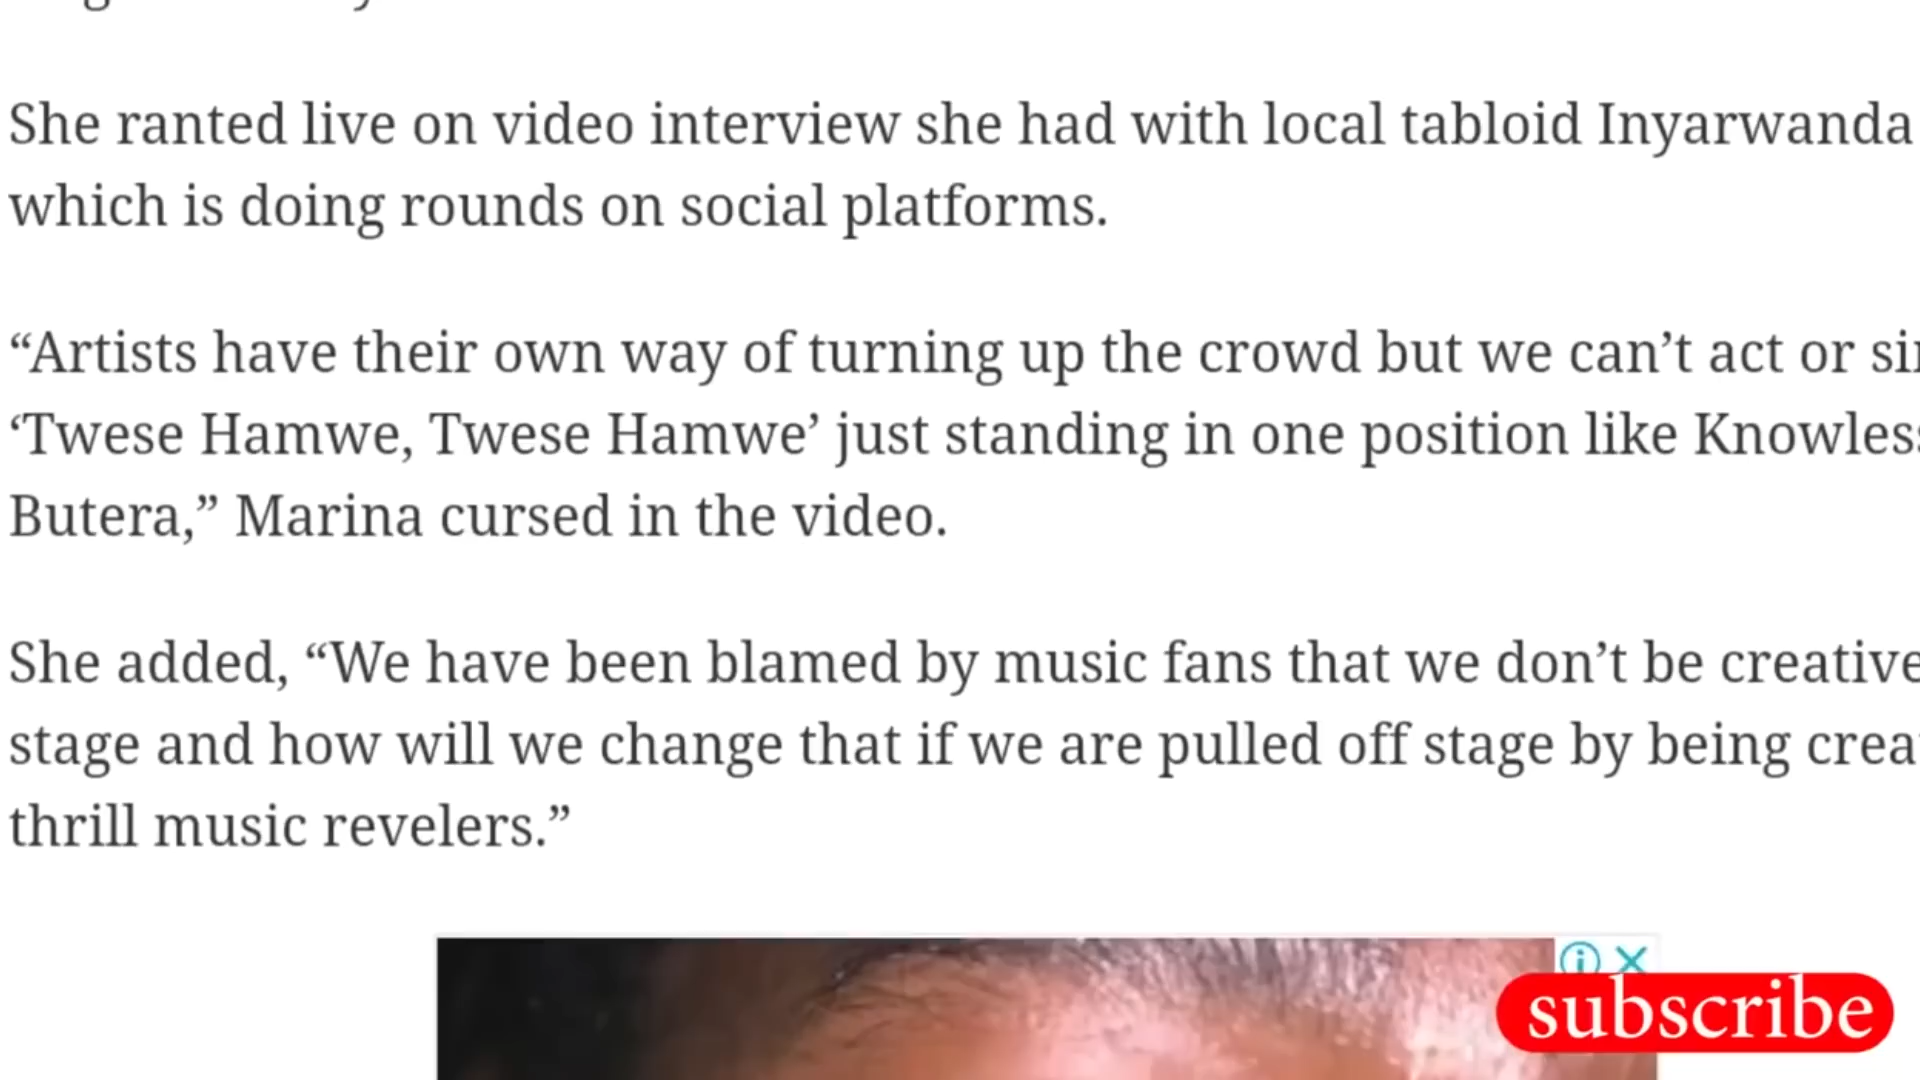 She ranted live on video interview she had with local tabloid Inyarwanda
which is doing rounds on social platforms.
“Artists have their own way of turning up the crowd but we can’t act or
‘Twese Hamwe, Twese Hamwe’ just standing in one position like Knowless
Butera,” Marina cursed in the video.
She added, “We have been blamed by music fans that we don’t be creative
stage and how will we change that if we are pulled off stage by being
thrill music revelers.”
subscribe